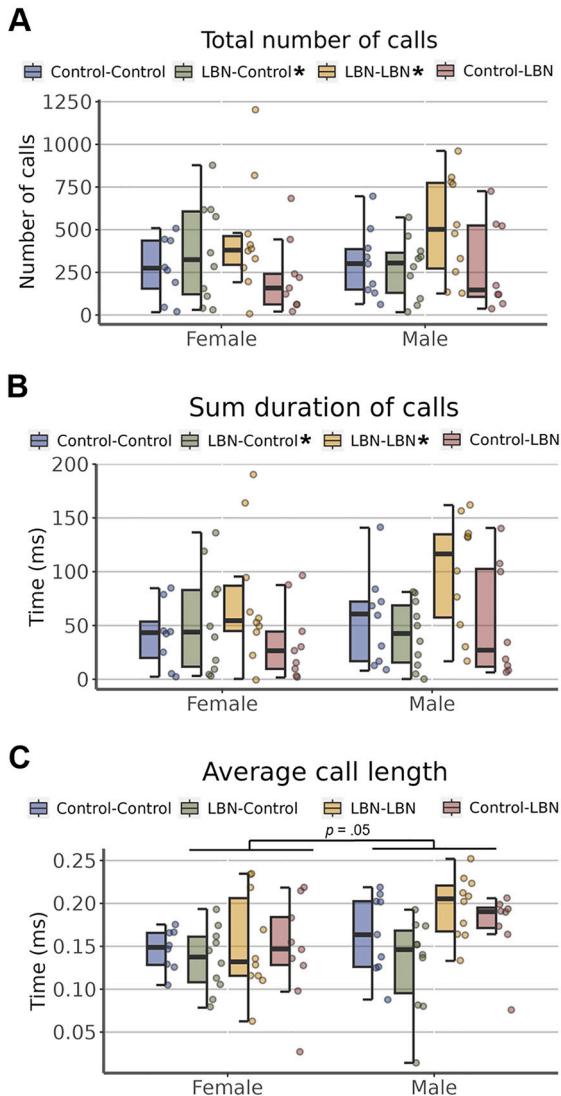 A
Total number of calls
Control-Control LBN-Control* LBN-LBN* Control-LBN
Number of calls
1250
1000
750
500
250
0
Female Male
B
Sum duration of calls
Control-Control LBN-Control* LBN-LBN* Control-LBN
Time (ms)
200
150
100
50
0
Female Male
C
Average call length
Control-Control LBN-Control LBN-LBN Control-LBN
p = .05
Time (ms)
0.25
0.20
0.15
0.10
0.05
Female Male